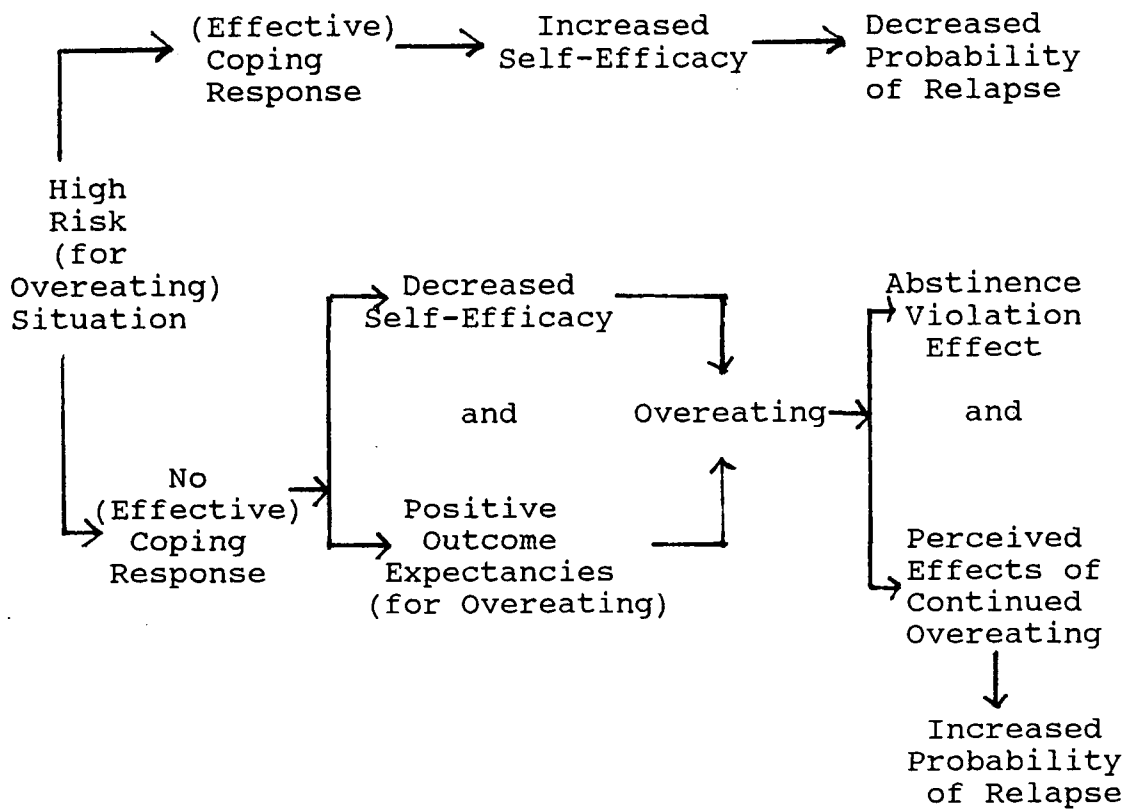 (Effective)
Coping
Response
Increased
Self-Efficacy
Decreased
Probability
of Relapse
High
Risk
(for
Overeating)
Situation
No
(Effective)
Coping
Response
Decreased
Self-Efficacy
and
Positive
Outcome
Expectancies
(for Overeating)
Overeating
Abstinence
Violation
Effect
and
Perceived
Effects of
Continued
Overeating
Increased
Probability
of Relapse